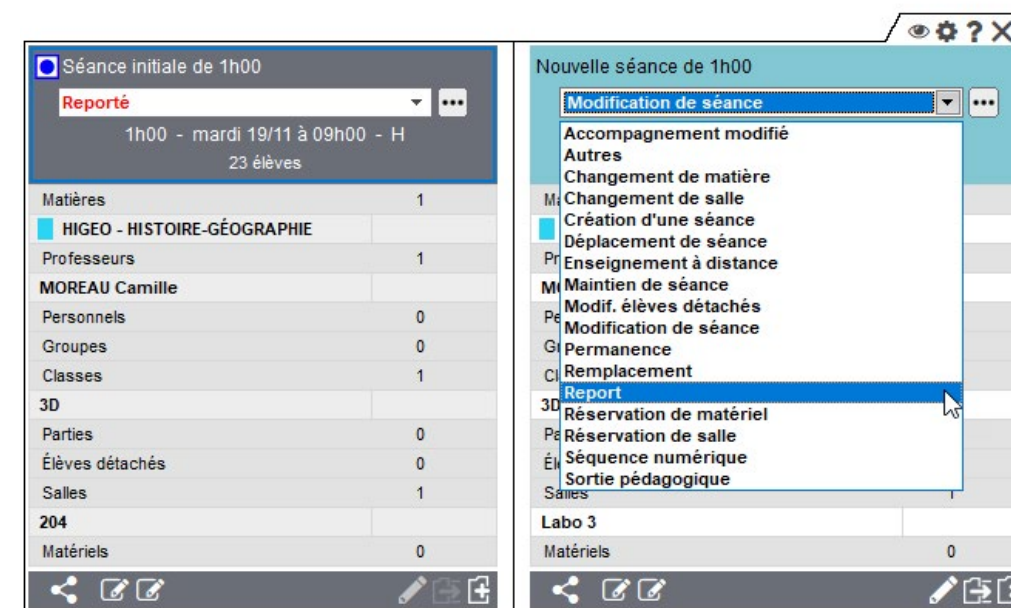 Séance initiale de 1h00
Reporté
1h00 - mardi 19/11 à 09h00 - H
23 élèves
Matières 1
HIGEO - HISTOIRE-GÉOGRAPHIE
Professeurs 1
MOREAU Camille
Personnels 0
Groupes 0
Classes 1
3D
Parties 0
Élèves détachés 0
Salles 1
204
Matériels 0
Nouvelle séance de 1h00
Modification de séance
Accompagnement modifié
Autres
Changement de matière
Changement de salle
Création d'une séance
Déplacement de séance
Enseignement à distance
Maintien de séance
Modif. élèves détachés
Modification de séance
Permanence
Remplacement
Report
Réservation de matériel
Réservation de salle
Séquence numérique
Sortie pédagogique
3D
Salles 1
Labo 3
Matériels 0